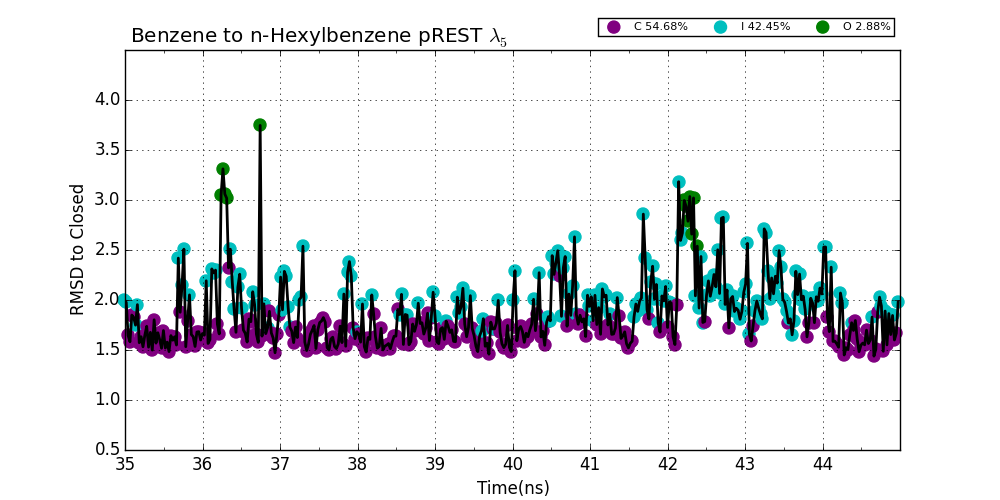 Benzene to n-Hexylbenzene pREST λ5
C 54.68% I 42.45% O 2.88%
RMSD to Closed
4.0
3.5
3.0
2.5
2.0
1.5
1.0
0.5
35 36 37 38 39 40 41 42 43 44
Time(ns)